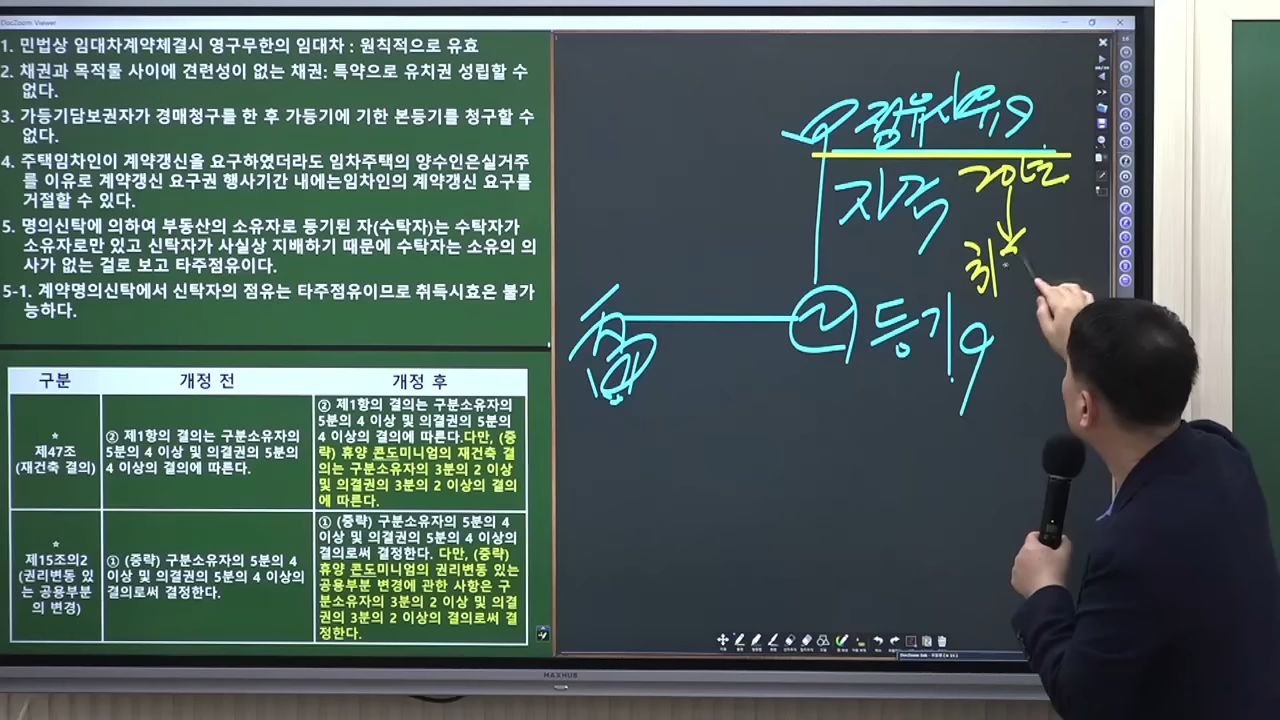 DocZoom Viewer
1. 민법상 임대차계약체결시 영구무한의 임대차 : 원칙적으로 유효
2. 채권과 목적물 사이에 견련성이 없는 채권: 특약으로 유치권 성립할 수
없다.
3. 가등기담보권자가 경매청구를 한 후 가등기에 기한 본등기를 청구할 수
없다.
4. 주택임차인이 계약갱신을 요구하였더라도 임차주택의 양수인은실거주
를 이유로 계약갱신 요구권 행사기간 내에는임차인의 계약갱신 요구를
거절할 수 있다.
5. 명의신탁에 의하여 부동산의 소유자로 등기된 자(수탁자)는 수탁자가
소유자로만 있고 신탁자가 사실상 지배하기 때문에 수탁자는 소유의 의
사가 없는 걸로 보고 타주점유이다.
5-1. 계약명의신탁에서 신탁자의 점유는 타주점유이므로 취득시효은 불가
능하다.
구분 개정 전 개정 후
★
제47조
(재건축 결의)
② 제1항의 결의는 구분소유자의
5분의 4 이상 및 의결권의 5분의
4 이상의 결의에 따른다.
② 제1항의 결의는 구분소유자의
5분의 4 이상 및 의결권의 5분의
4 이상의 결의에 따른다.다만, (중
략) 휴양 콘도미니엄의 재건축 결
의는 구분소유자의 3분의 2 이상
및 의결권의 3분의 2 이상의 결의
에 따른다.
★
제15조의2
(권리변동 있
는 공용부분
의 변경)
① (중략) 구분소유자의 5분의 4
이상 및 의결권의 5분의 4 이상의
결의로써 결정한다.
① (중략) 구분소유자의 5분의 4
이상 및 의결권의 5분의 4 이상의
결의로써 결정한다. 다만, (중략)
휴양 콘도미니엄의 권리변동 있는
공용부분 변경에 관한 사항은 구
분소유자의 3분의 2 이상 및 의결
권의 3분의 2 이상의 결의로써 결
정한다.
20년
자주
등기
MAXHUB